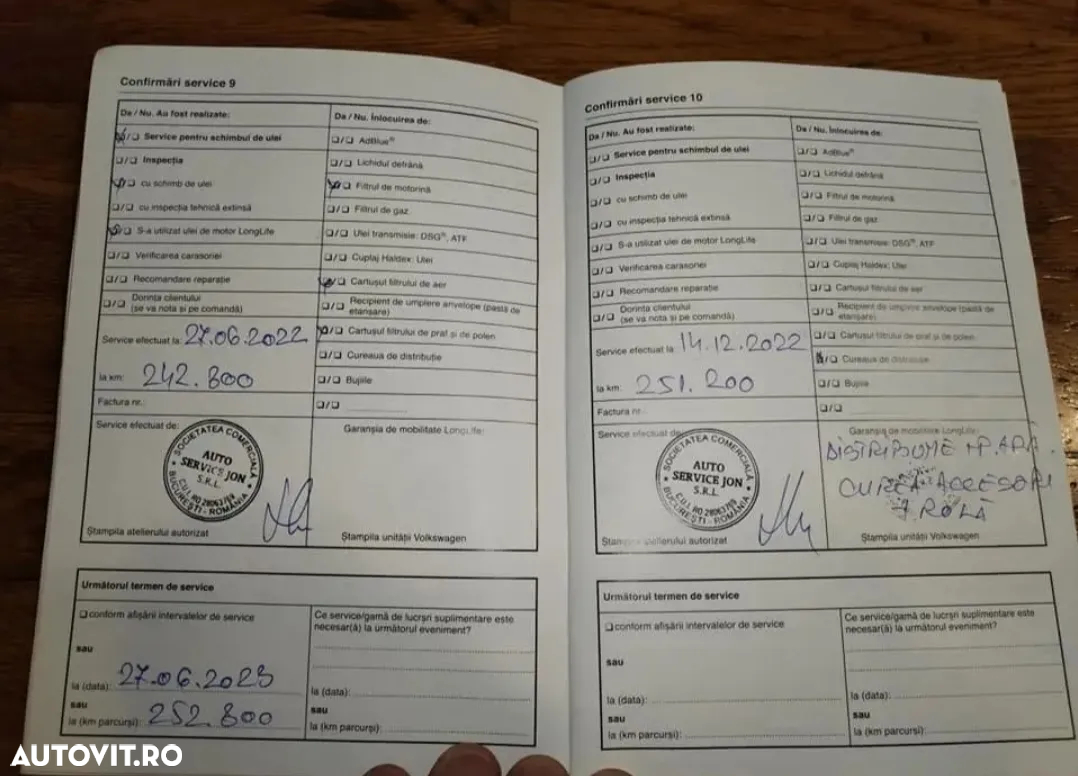 Confirmări service 9
Da / Nu. Au fost realizate:
❏/❏ Service pentru schimbul de ulei
❏/❏ Inspecția
❏/❏ cu schimb de ulei
❏/❏ cu inspecția tehnică extinsă
❏/❏ S-a utilizat ulei de motor LongLife
❏/❏ Verificarea caroseriei
❏/❏ Recomandare reparație
❏/❏ Dorința clientului
(se va nota și pe comandă)
Service efectuat la: 27.06.2022
la km: 242.800
Factura nr.:
Service efectuat de:
SOCIETATEA COMERCIALĂ
AUTO
SERVICE JON
S.R.L.
C.U.I. RO 28063759
BUCUREȘTI - ROMÂNIA
Ștampila atelierului autorizat
Da / Nu. Înlocuirea de:
❏/❏ AdBlue®
❏/❏ Lichidul defrână
❏/❏ Filtrul de motorină
❏/❏ Filtrul de gaz
❏/❏ Ulei transmisie: DSG®, ATF
❏/❏ Cuplaj Haldex: Ulei
❏/❏ Cartușul filtrului de aer
❏/❏ Recipient de umplere anvelope (pastă de
etanșare)
❏/❏ Cartușul filtrului de praf și de polen
❏/❏ Cureaua de distribuție
❏/❏ Bujiile
❏/❏
Garanșia de mobilitate LongLife:
Ștampila unității Volkswagen
Următorul termen de service
❏ conform afișării intervalelor de service
sau
la (data): 27.06.2023
sau
la (km parcurși): 252.800
Ce service/gamă de lucrșri suplimentare este
necesar(ă) la următorul eveniment?
la (data):
sau
la (km parcurși):
Confirmări service 10
Da / Nu. Au fost realizate:
❏/❏ Service pentru schimbul de ulei
❏/❏ Inspecția
❏/❏ cu schimb de ulei
❏/❏ cu inspecția tehnică extinsă
❏/❏ S-a utilizat ulei de motor LongLife
❏/❏ Verificarea caroseriei
❏/❏ Recomandare reparație
❏/❏ Dorința clientului
(se va nota și pe comandă)
Service efectuat la 14.12.2022
la km: 251.200
Factura nr.:
Service efectuat de
SOCIETATEA COMERCIALĂ
AUTO
SERVICE JON
S.R.L.
C.U.I. RO 28063759
BUCUREȘTI - ROMÂNIA
Ștampila atelierului autorizat
Da / Nu. Înlocuirea de:
❏/❏ AdBlue®
❏/❏ Lichidul defrână
❏/❏ Filtrul de motorină
❏/❏ Filtrul de gaz
❏/❏ Ulei transmisie: DSG®, ATF
❏/❏ Cuplaj Haldex: Ulei
❏/❏ Cartușul filtrului de aer
❏/❏ Recipient de umplere anvelope (pastă de
etanșare)
❏/❏ Cartușul filtrului de praf și de polen
❏/❏ Cureaua de distribuție
❏/❏ Bujiile
❏/❏
Garanșia de mobilitate LongLife:
ACCESORI
ROLĂ
Ștampila unității Volkswagen
Următorul termen de service
❏ conform afișării intervalelor de service
sau
la (data):
sau
la (km parcurși):
Ce service/gamă de lucrșri suplimentare este
necesar(ă) la următorul eveniment?
la (data):
sau
la (km parcurși):
AUTOVIT.RO